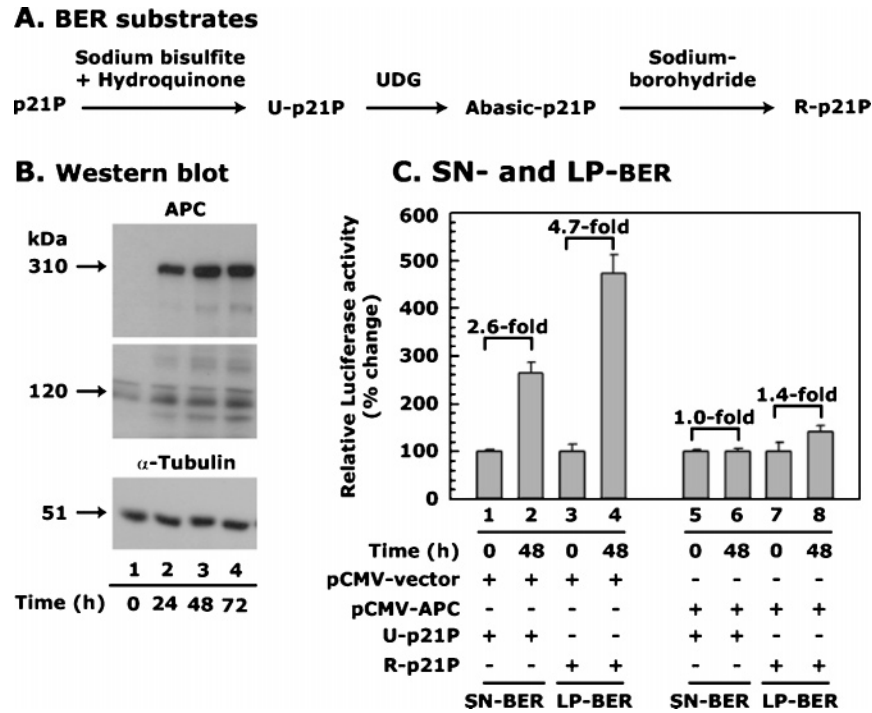 A. BER substrates
Sodium bisulfite
+ Hydroquinone
UDG
Sodium-
borohydride
p21P
U-p21P
Abasic-p21P
R-p21P
B. Western blot
APC
kDa
310
120
α-Tubulin
51
1 2 3 4
Time (h) 0 24 48 72
C. SN- and LP-BER
Relative Luciferase activity
(% change)
600
500
400
300
200
100
0
2.6-fold
4.7-fold
1.0-fold
1.4-fold
1 2 3 4 5 6 7 8
Time (h) 0 48 0 48 0 48 0 48
pCMV-vector + + + + - - - -
pCMV-APC - - - - + + + +
U-p21P + + - - + + - -
R-p21P - - + + - - + +
SN-BER LP-BER SN-BER LP-BER